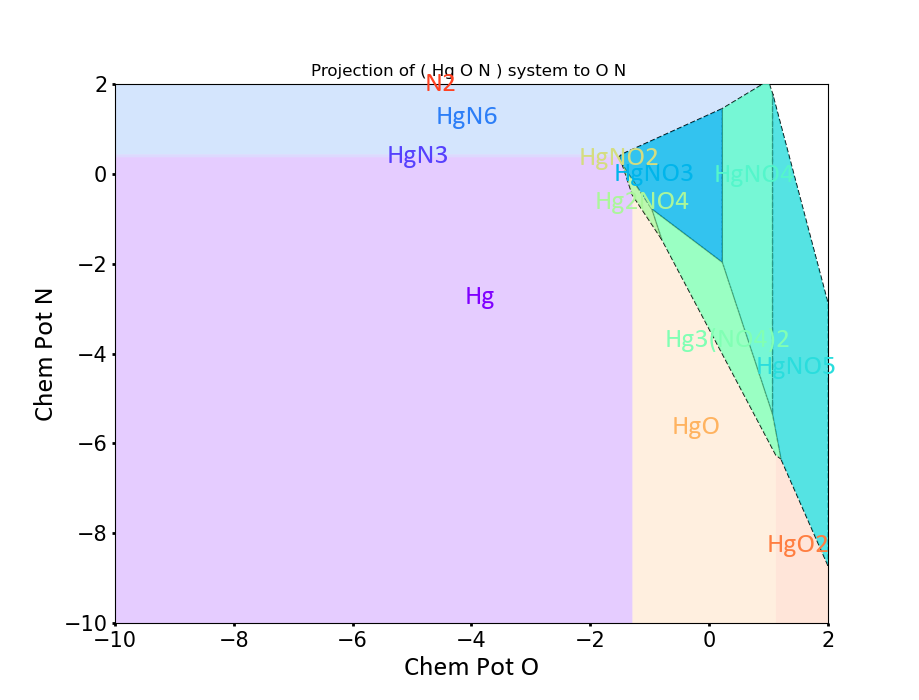 Projection of ( Hg O N ) system to O N
N2
HgN6
HgN3
HgNO2
HgNO3
HgNO4
Hg2NO4
Hg
Hg3(NO4)2
HgNO5
HgO
HgO2
2
0
−2
−4
−6
−8
−10
−10
−8
−6
−4
−2
0
2
Chem Pot N
Chem Pot O